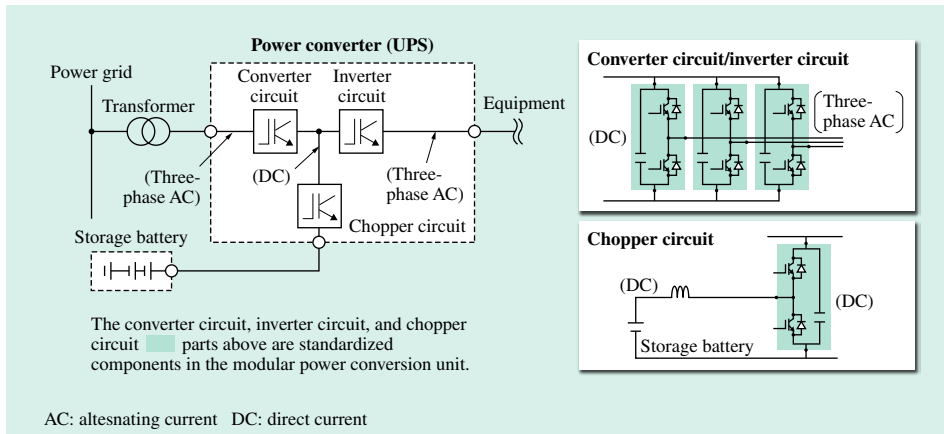 Power converter (UPS)
Power grid
Transformer
Converter
circuit
Inverter
circuit
Equipment
(Three-
phase AC)
(DC)
(Three-
phase AC)
Chopper circuit
Storage battery
The converter circuit, inverter circuit, and chopper
circuit parts above are standardized
components in the modular power conversion unit.
AC: altesnating current DC: direct current
Converter circuit/inverter circuit
(DC)
(Three-
phase AC)
Chopper circuit
(DC)
(DC)
Storage battery